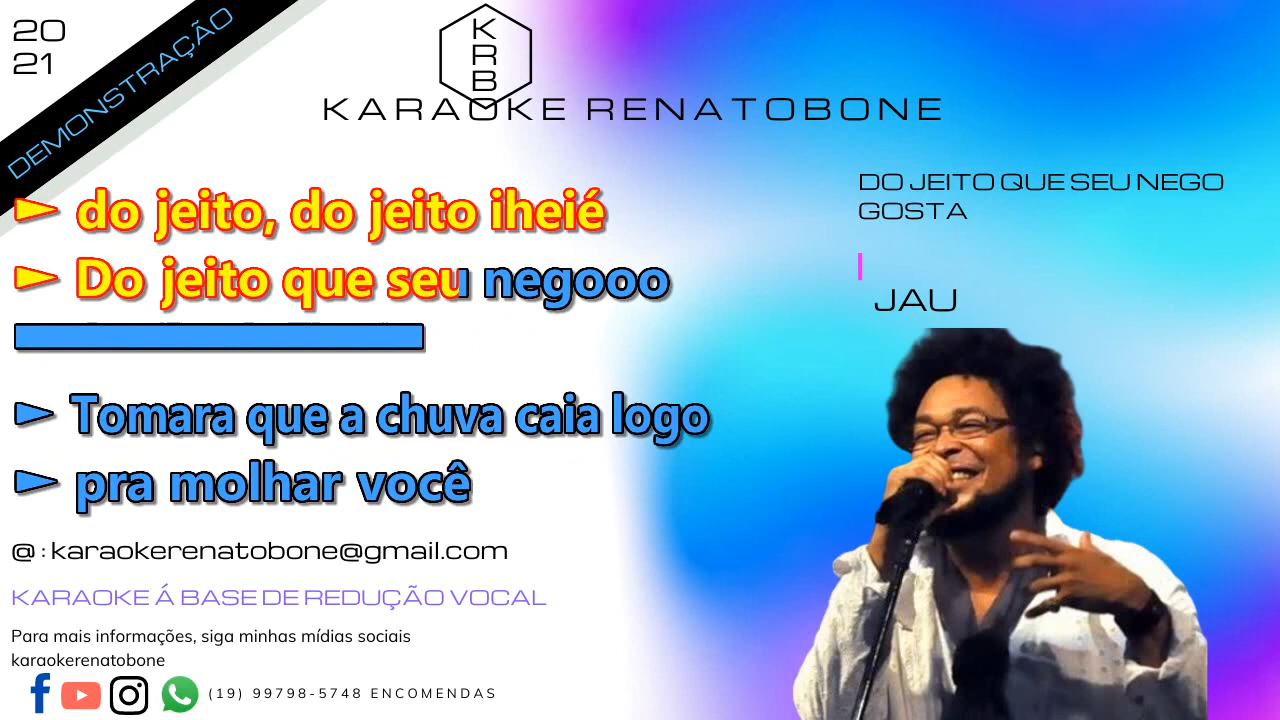 20
21
DEMONSTRAÇÃO
K
R
B
KARAOKE RENATOBONE
DO JEITO QUE SEU NEGO
GOSTA
JAU
► do jeito, do jeito iheié
► Do jeito que seu negooo
► Tomara que a chuva caia logo
► pra molhar você
@ : karaokerenatobone@gmail.com
KARAOKE Á BASE DE REDUÇÃO VOCAL
Para mais informações, siga minhas mídias sociais
karaokerenatobone
(19) 99798-5748 ENCOMENDAS